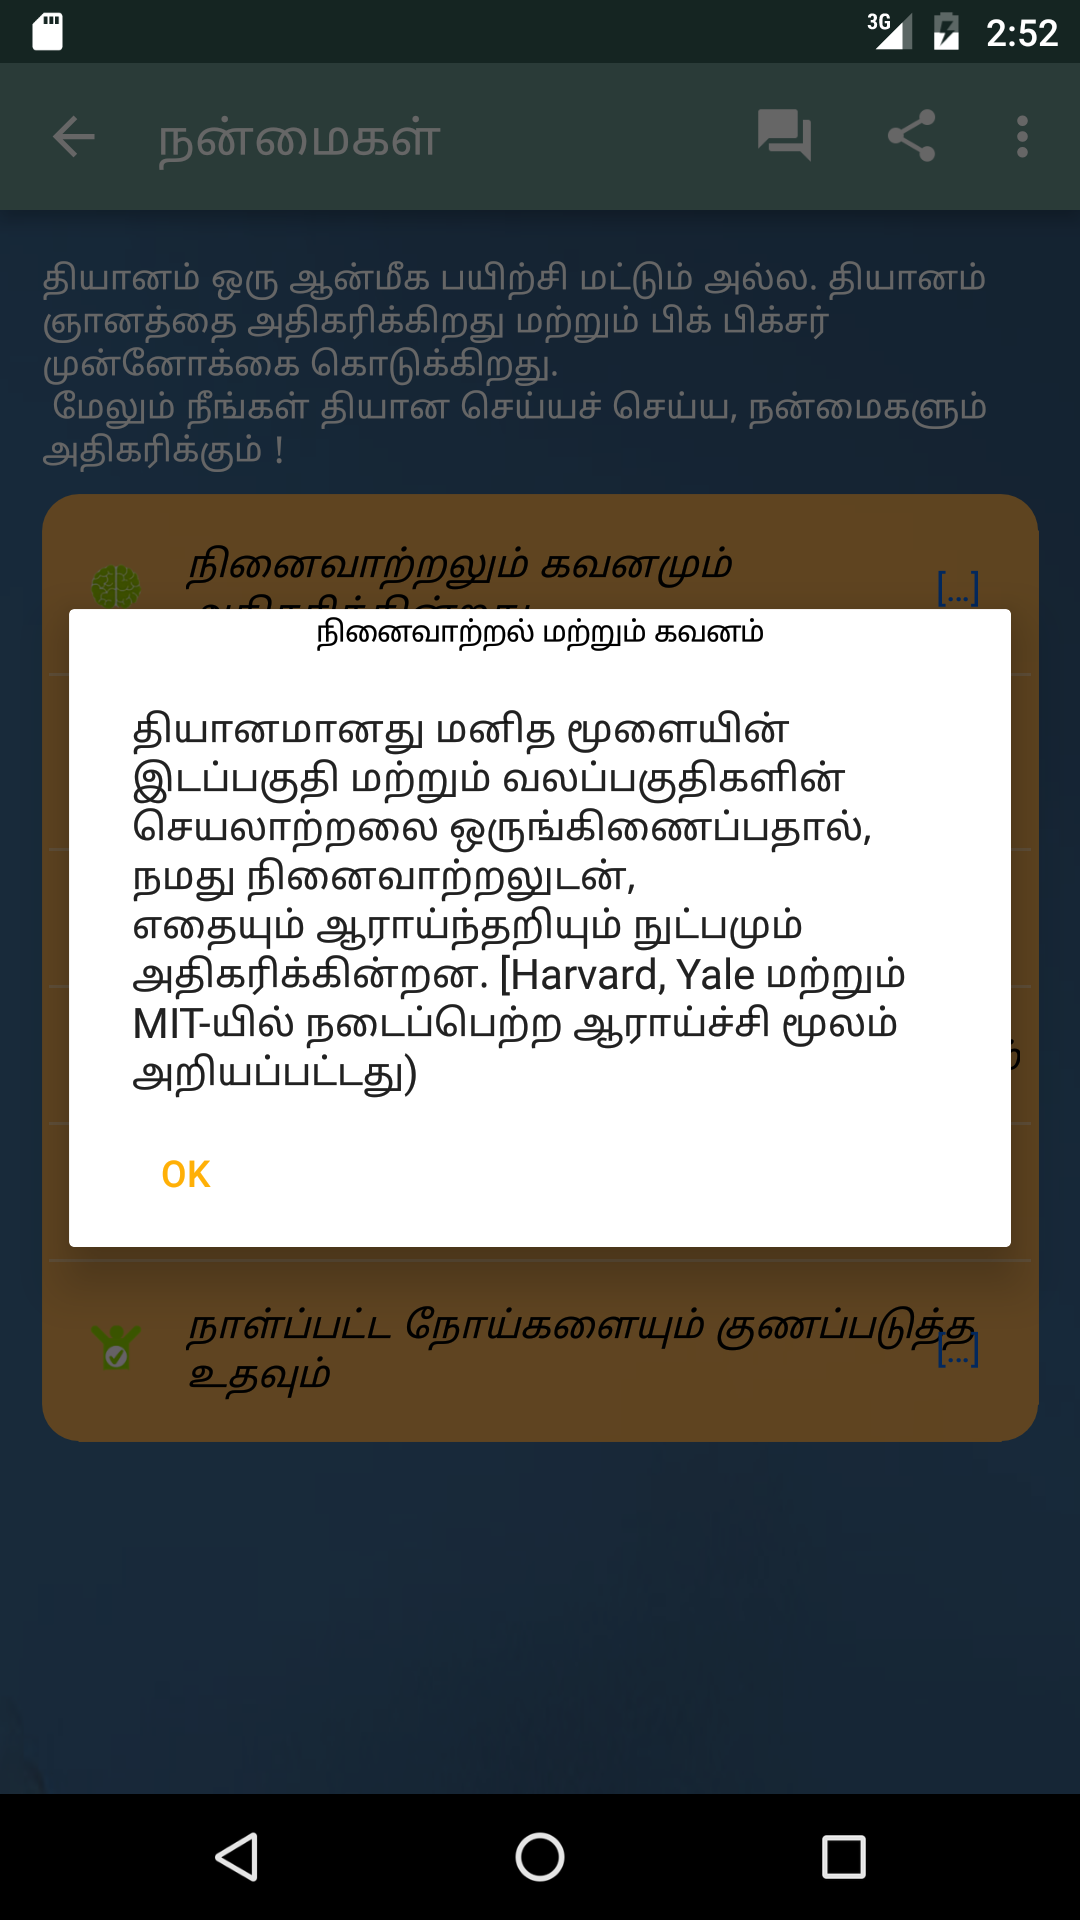 3G 2:52
நன்மைகள்
தியானம் ஒரு ஆன்மீக பயிற்சி மட்டும் அல்ல. தியானம்
ஞானத்தை அதிகரிக்கிறது மற்றும் பிக் பிக்சர்
முன்னோக்கை கொடுக்கிறது.
மேலும் நீங்கள் தியான செய்யச் செய்ய, நன்மைகளும்
அதிகரிக்கும் !
நினைவாற்றலும் கவனமும்
[...]
நினைவாற்றல் மற்றும் கவனம்
தியானமானது மனித மூளையின்
இடப்பகுதி மற்றும் வலப்பகுதிகளின்
செயலாற்றலை ஒருங்கிணைப்பதால்,
நமது நினைவாற்றலுடன்,
எதையும் ஆராய்ந்தறியும் நுட்பமும்
அதிகரிக்கின்றன. [Harvard, Yale மற்றும்
MIT-யில் நடைப்பெற்ற ஆராய்ச்சி மூலம்
அறியப்பட்டது)
OK
நாள்ப்பட்ட நோய்களையும் குணப்படுத்த
உதவும்
[...]